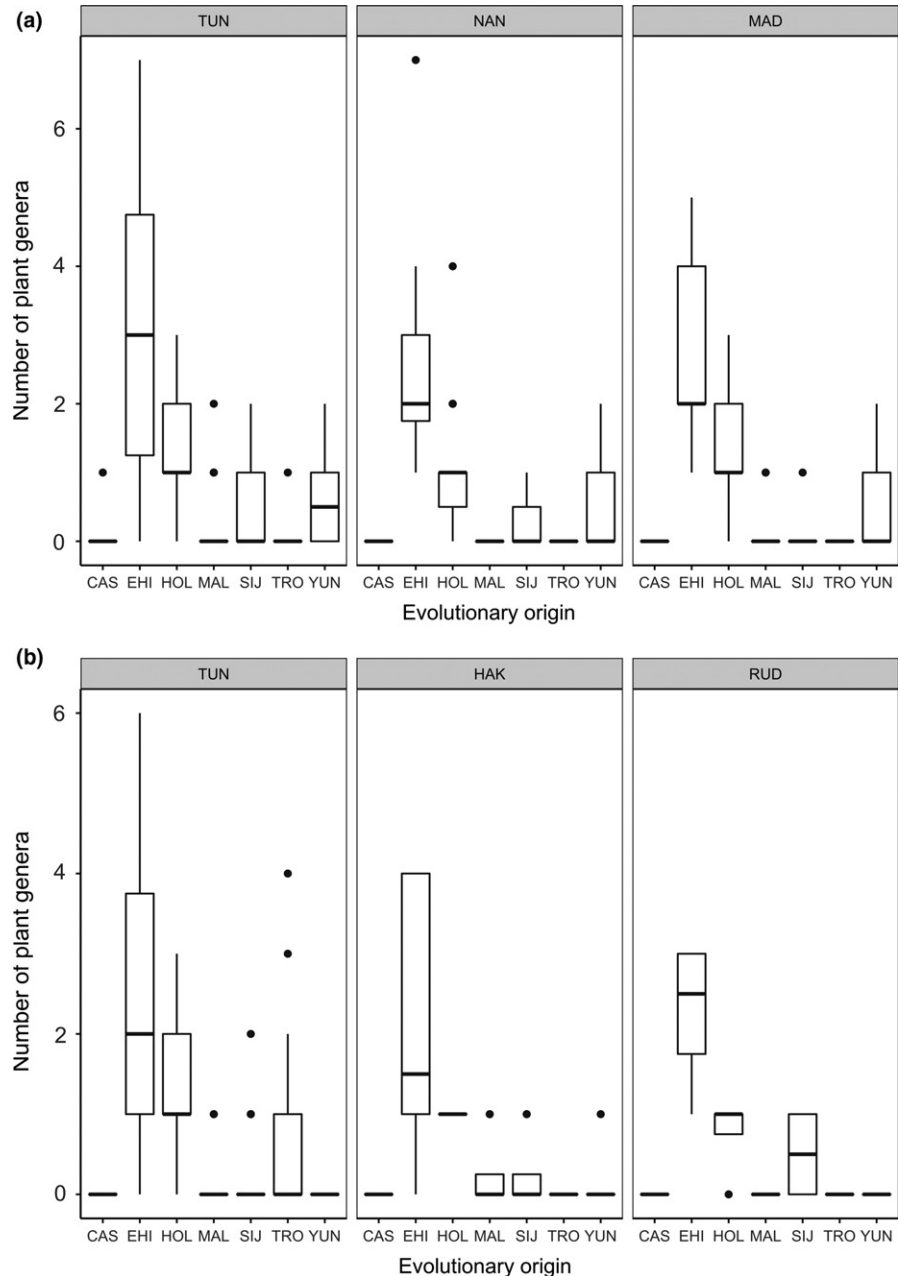 (a)
TUN NAN MAD
Number of plant genera
6
4
2
0
CAS EHI HOL MAL SIJ TRO YUN CAS EHI HOL MAL SIJ TRO YUN CAS EHI HOL MAL SIJ TRO YUN
Evolutionary origin
(b)
TUN HAK RUD
Number of plant genera
6
4
2
0
CAS EHI HOL MAL SIJ TRO YUN CAS EHI HOL MAL SIJ TRO YUN CAS EHI HOL MAL SIJ TRO YUN
Evolutionary origin